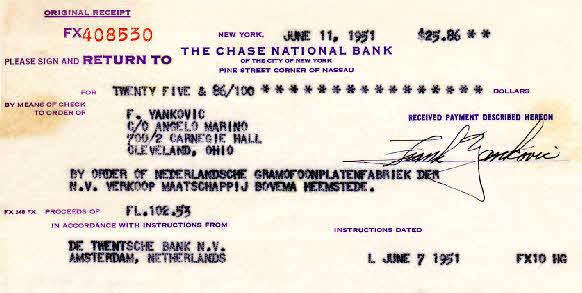 ORIGINAL RECEIPT
FX408530 NEW YORK, JUNE 11, 1951 $25.86 * *
PLEASE SIGN AND RETURN TO THE CHASE NATIONAL BANK
OF THE CITY OF NEW YORK
PINE STREET CORNER OF NASSAU
FOR TWENTY FIVE & 86/100 * * * * * * * * * * * * * * * * DOLLARS
BY MEANS OF CHECK
TO ORDER OF
F. YANKOVIC
C/O ANGELO MARINO
700/2 CARNEGIE HALL
CLEVELAND, OHIO
RECEIVED PAYMENT DESCRIBED HEREON
Frank Yankovic
BY ORDER OF NEDERLANDSCHE GRAMOFOONPLATENFABRIEK DER
N.V. VERKOOP MAATSCHAPPIJ BOVEMA HEEMSTEDE.
FX 248 TX PROCEEDS OF FL.102.53
IN ACCORDANCE WITH INSTRUCTIONS FROM INSTRUCTIONS DATED
DE TWENTSCHE BANK N.V.
AMSTERDAM, NETHERLANDS L JUNE 7 1951 FX10 HG